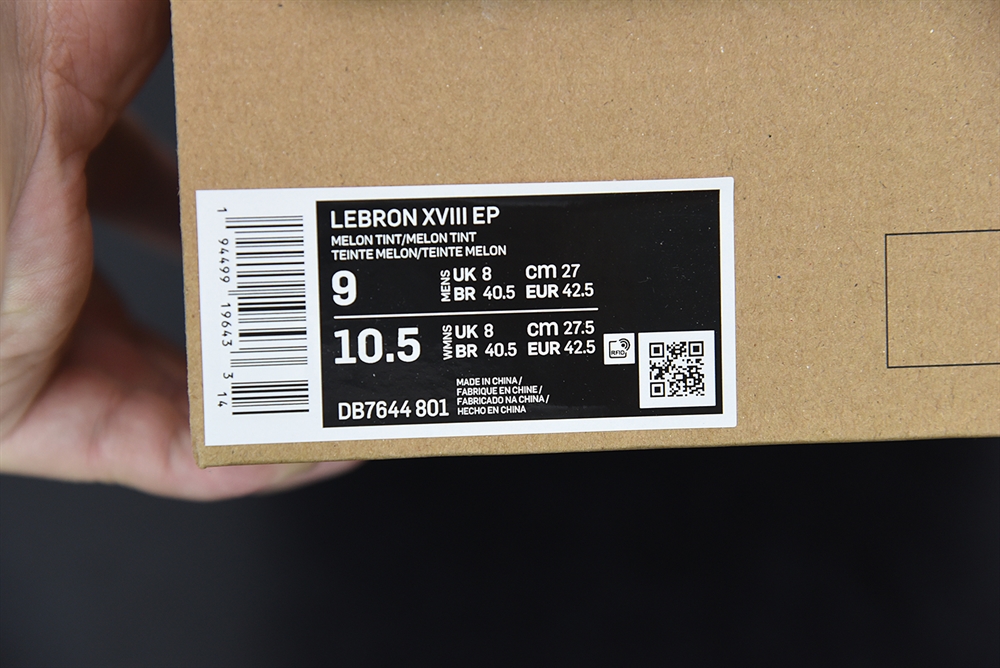 LEBRON XVIII EP
MELON TINT/MELON TINT
TEINTE MELON/TEINTE MELON
9 MENS UK 8 cm 27
BR 40.5 EUR 42.5
10.5 WMNS UK 8 cm 27.5
BR 40.5 EUR 42.5
RFID
MADE IN CHINA /
FABRIQUE EN CHINE /
FABRICADO NA CHINA /
HECHO EN CHINA
DB7644 801
1 94499 19643 3 14